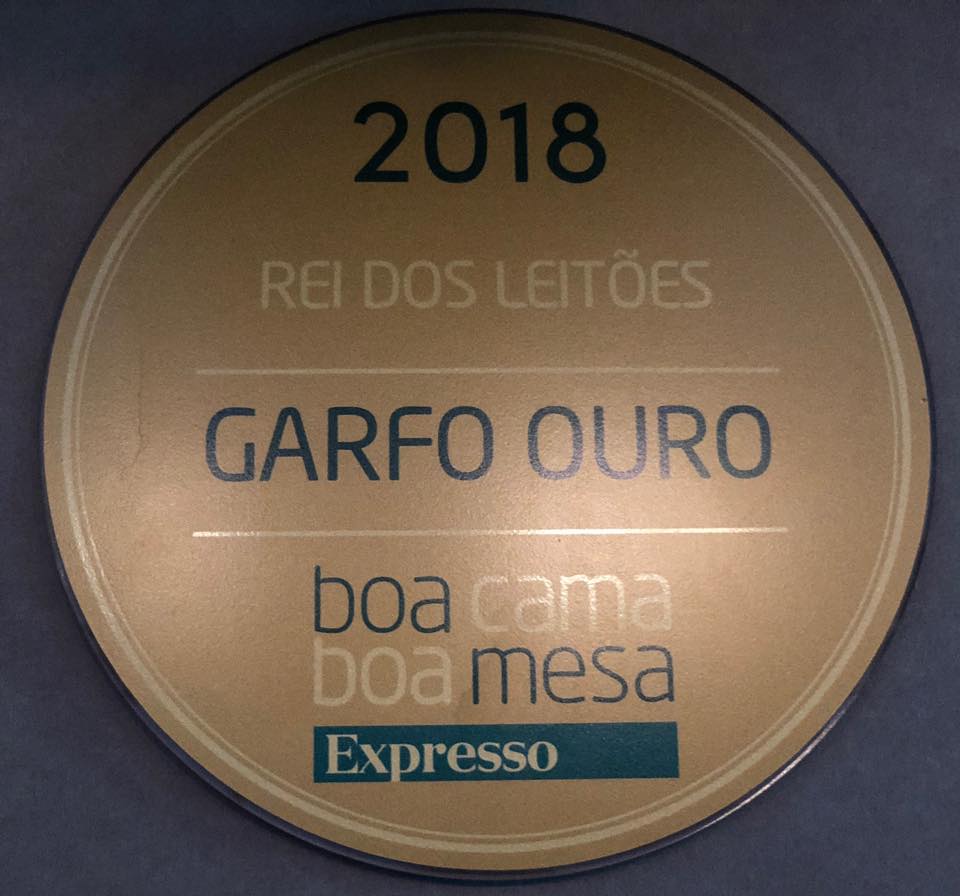 2018
REI DOS LEITÕES
GARFO OURO
boa cama
boa mesa
Expresso